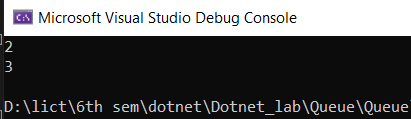 Microsoft Visual Studio Debug Console
2
3
D:\lict\6th sem\dotnet\Dotnet_lab\Queue\Queue